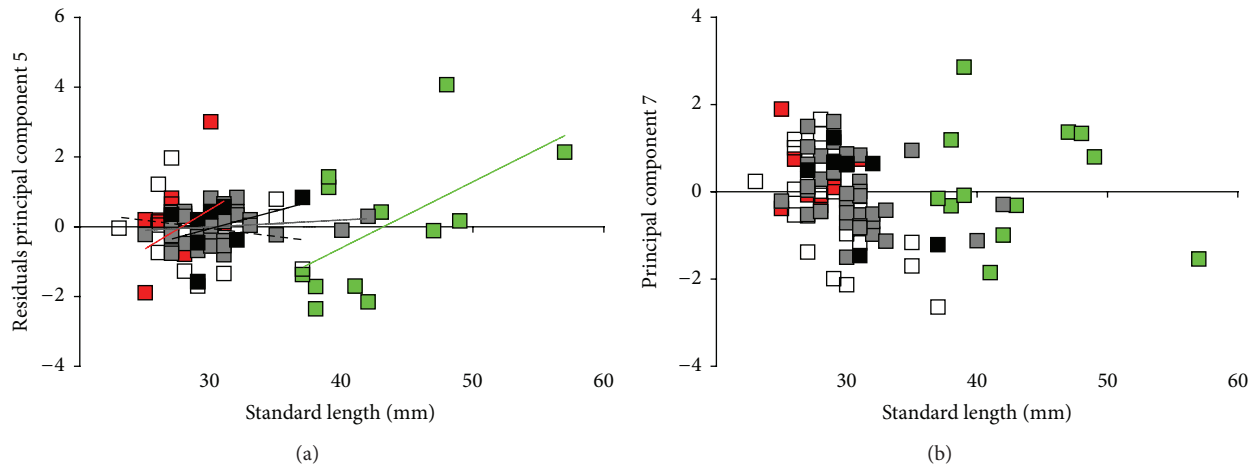 Residuals principal component 5
6
4
2
0
−2
−4
30 40 50 60
Standard length (mm)
(a)
Principal component 7
4
2
0
−2
−4
30 40 50 60
Standard length (mm)
(b)